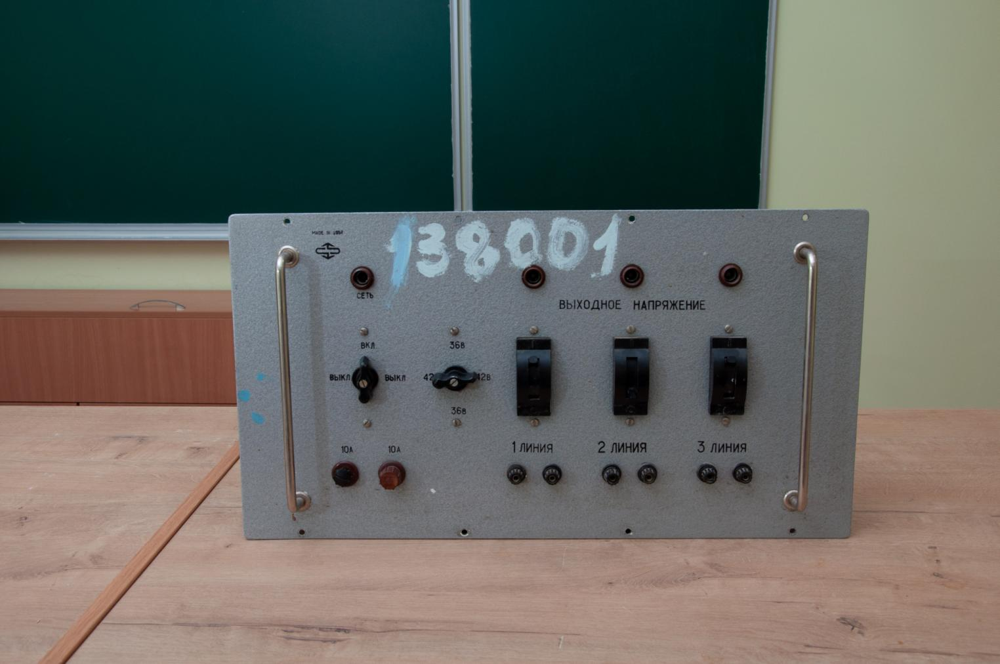 MADE IN USSR
138001
СЕТЬ
ВЫХОДНОЕ НАПРЯЖЕНИЕ
ВКЛ 36В
ВЫКЛ ВЫКЛ 42 42В
36В
10А 10А 1 ЛИНИЯ 2 ЛИНИЯ 3 ЛИНИЯ